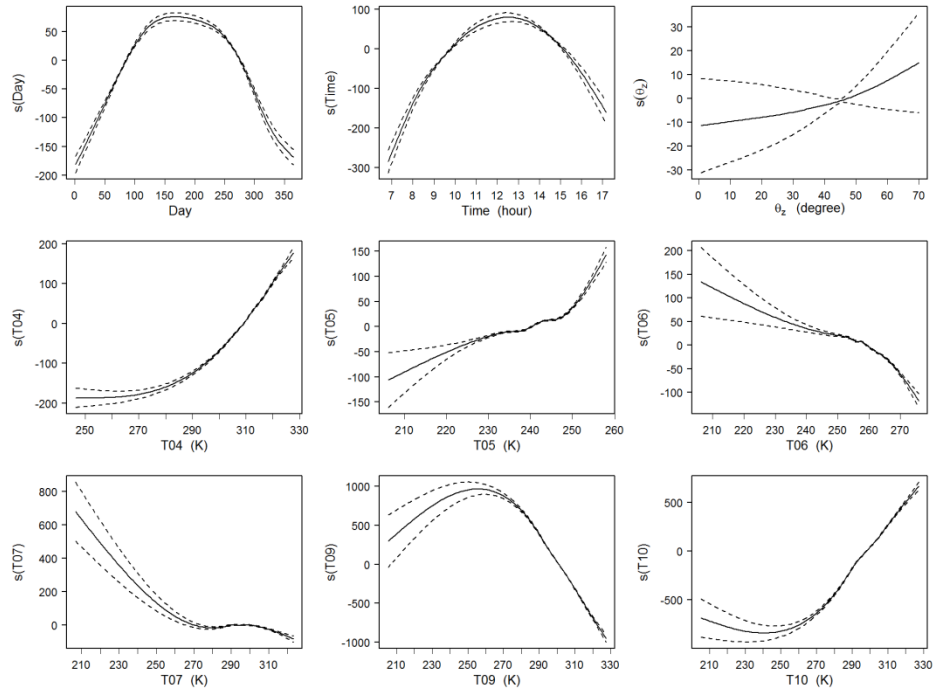 s(Day)
50
0
-50
-100
-150
-200
0 50 100 150 200 250 300 350
Day
s(Time)
100
0
-100
-200
-300
7 8 9 10 11 12 13 14 15 16 17
Time (hour)
s(θz)
30
20
10
0
-10
-20
-30
0 10 20 30 40 50 60 70
θz (degree)
s(T04)
200
100
0
-100
-200
250 270 290 310 330
T04 (K)
s(T05)
150
100
50
0
-50
-100
-150
210 220 230 240 250 260
T05 (K)
s(T06)
200
150
100
50
0
-50
-100
210 220 230 240 250 260 270
T06 (K)
s(T07)
800
600
400
200
0
210 230 250 270 290 310
T07 (K)
s(T09)
1000
500
0
-500
-1000
210 230 250 270 290 310 330
T09 (K)
s(T10)
500
0
-500
210 230 250 270 290 310 330
T10 (K)